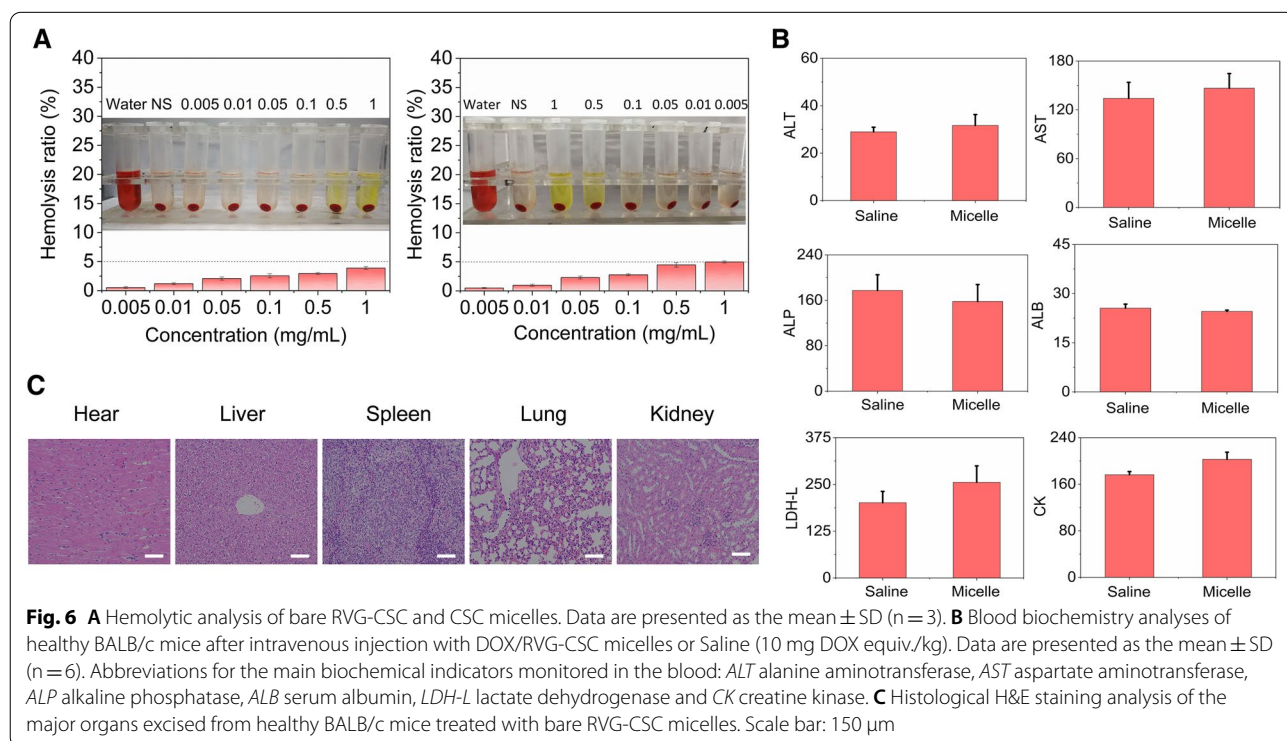 A
Hemolysis ratio (%)
40
35
30
25
20
15
10
5
0
Water NS 0.005 0.01 0.05 0.1 0.5 1
0.005 0.01 0.05 0.1 0.5 1
Concentration (mg/mL)
Hemolysis ratio (%)
40
35
30
25
20
15
10
5
0
Water NS 1 0.5 0.1 0.05 0.01 0.005
0.005 0.01 0.05 0.1 0.5 1
Concentration (mg/mL)
B
ALT
60
40
20
0
Saline Micelle
AST
180
120
60
0
Saline Micelle
ALP
240
160
80
0
Saline Micelle
ALB
45
30
15
0
Saline Micelle
LDH-L
375
250
125
0
Saline Micelle
CK
240
160
80
0
Saline Micelle
C
Hear Liver Spleen Lung Kidney
Fig. 6 A Hemolytic analysis of bare RVG-CSC and CSC micelles. Data are presented as the mean ± SD (n = 3). B Blood biochemistry analyses of
healthy BALB/c mice after intravenous injection with DOX/RVG-CSC micelles or Saline (10 mg DOX equiv./kg). Data are presented as the mean ± SD
(n = 6). Abbreviations for the main biochemical indicators monitored in the blood: ALT alanine aminotransferase, AST aspartate aminotransferase,
ALP alkaline phosphatase, ALB serum albumin, LDH-L lactate dehydrogenase and CK creatine kinase. C Histological H&E staining analysis of the
major organs excised from healthy BALB/c mice treated with bare RVG-CSC micelles. Scale bar: 150 μm